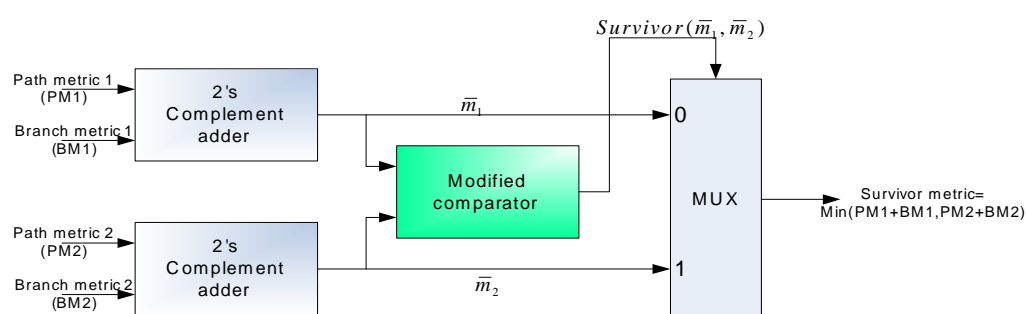 Survivor(m̅₁, m̅₂)
Path metric 1
(PM1)
2's
Complement
adder
m̅₁
0
Branch metric 1
(BM1)
Modified
comparator
MUX
Survivor metric=
Min(PM1+BM1,PM2+BM2)
Path metric 2
(PM2)
2's
Complement
adder
m̅₂
1
Branch metric 2
(BM2)